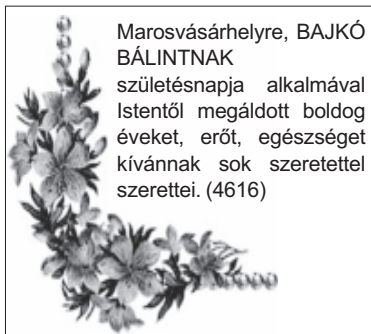 Marosvásárhelyre, BAJKÓ
BÁLINTNAK
születésnapja alkalmával
Istentől megáldott boldog
éveket, erőt, egészséget
kívánnak sok szeretettel
szerettei. (4616)